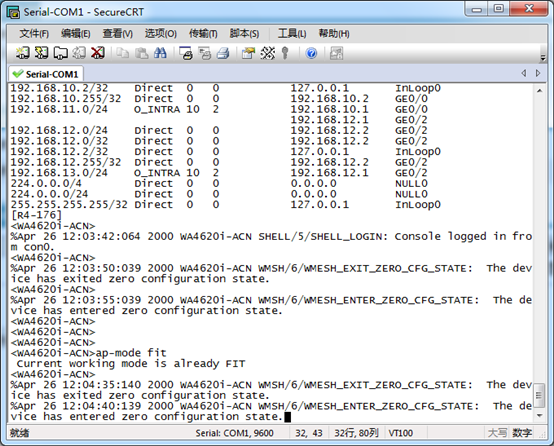 Serial-COM1 - SecureCRT
文件(F) 编辑(E) 查看(V) 选项(O) 传输(T) 脚本(S) 工具(L) 帮助(H)
Serial-COM1
192.168.10.2/32 Direct 0 0 127.0.0.1 InLoop0
192.168.10.255/32 Direct 0 0 192.168.10.2 GE0/0
192.168.11.0/24 O_INTRA 10 2 192.168.10.1 GE0/0
192.168.12.1 GE0/2
192.168.12.0/24 Direct 0 0 192.168.12.2 GE0/2
192.168.12.0/32 Direct 0 0 192.168.12.2 GE0/2
192.168.12.2/32 Direct 0 0 127.0.0.1 InLoop0
192.168.12.255/32 Direct 0 0 192.168.12.2 GE0/2
192.168.13.0/24 O_INTRA 10 2 192.168.12.1 GE0/2
224.0.0.0/4 Direct 0 0 0.0.0.0 NULL0
224.0.0.0/24 Direct 0 0 0.0.0.0 NULL0
255.255.255.255/32 Direct 0 0 127.0.0.1 InLoop0
[R4-176]
<WA4620i-ACN>
%Apr 26 12:03:42:064 2000 WA4620i-ACN SHELL/5/SHELL_LOGIN: Console logged in fro
m con0.
<WA4620i-ACN>
%Apr 26 12:03:50:039 2000 WA4620i-ACN WMSH/6/WMESH_EXIT_ZERO_CFG_STATE:  The dev
ice has exited zero configuration state.
<WA4620i-ACN>
%Apr 26 12:03:55:039 2000 WA4620i-ACN WMSH/6/WMESH_ENTER_ZERO_CFG_STATE:  The de
vice has entered zero configuration state.
<WA4620i-ACN>
<WA4620i-ACN>
<WA4620i-ACN>
<WA4620i-ACN>ap-mode fit
Current working mode is already FIT
<WA4620i-ACN>
%Apr 26 12:04:35:140 2000 WA4620i-ACN WMSH/6/WMESH_EXIT_ZERO_CFG_STATE:  The dev
ice has exited zero configuration state.
%Apr 26 12:04:40:139 2000 WA4620i-ACN WMSH/6/WMESH_ENTER_ZERO_CFG_STATE:  The de
vice has entered zero configuration state.
就绪 Serial: COM1, 9600 32, 43 32行, 80列 VT100 大写 数字